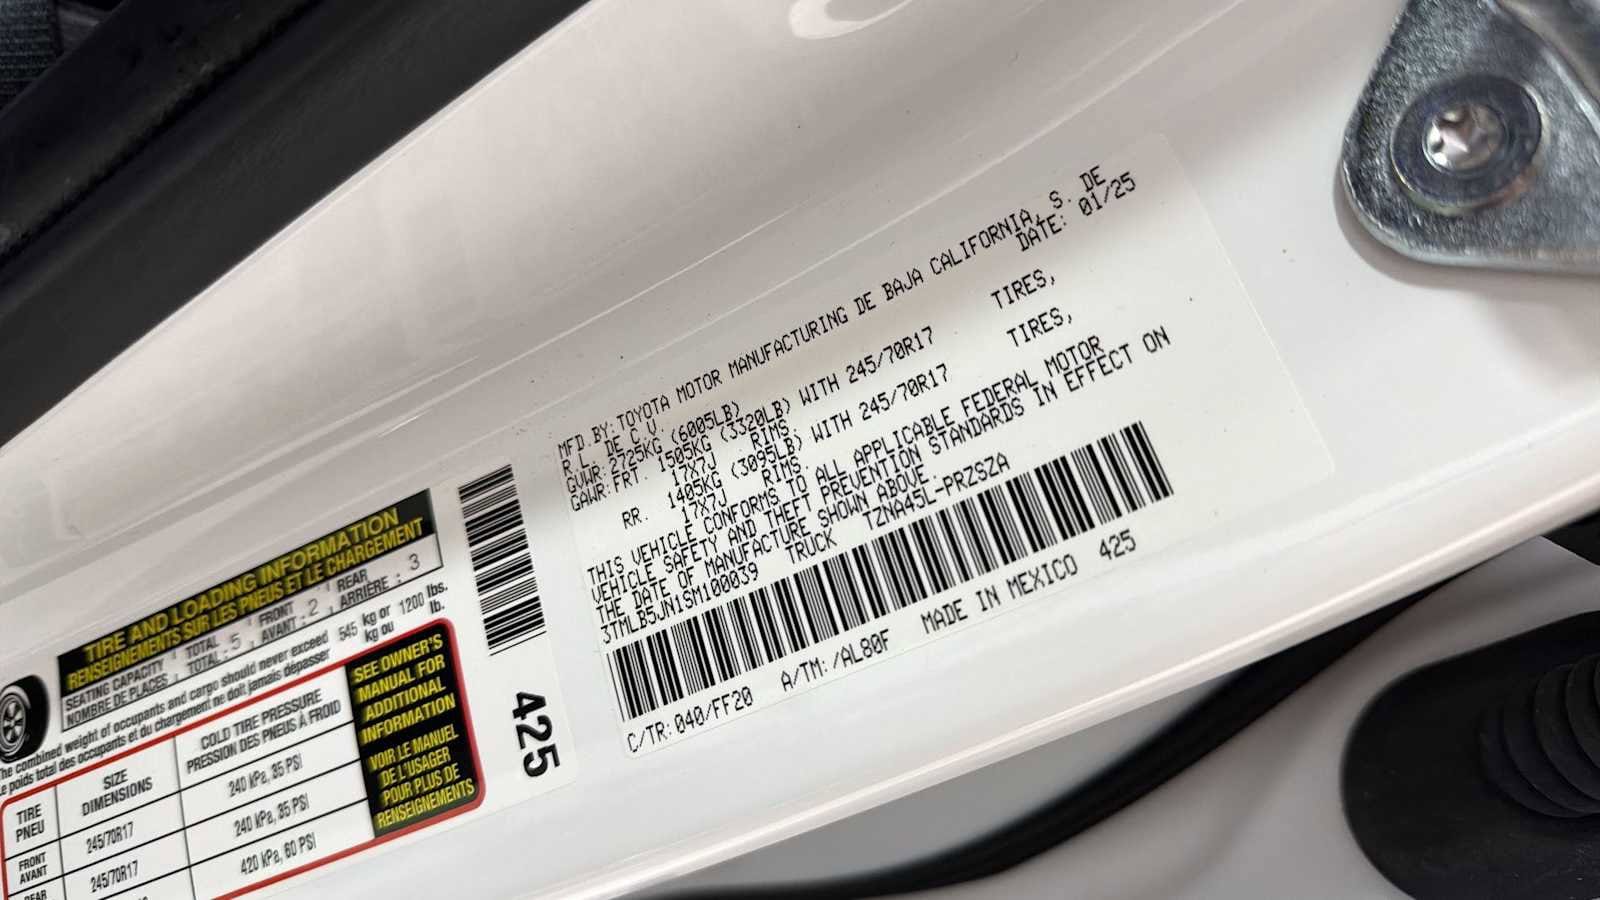 MFD.BY:TOYOTA MOTOR MANUFACTURING DE BAJA CALIFORNIA, S. DE
R.L. DE C.V. DATE: 01/25
GVWR:2725KG (6005LB)
GAWR:FRT. 1505KG (3320LB) WITH 245/70R17 TIRES,
17X7J RIMS.
RR. 1405KG (3095LB) WITH 245/70R17 TIRES,
17X7J RIMS.
THIS VEHICLE CONFORMS TO ALL APPLICABLE FEDERAL MOTOR
VEHICLE SAFETY AND THEFT PREVENTION STANDARDS IN EFFECT ON
THE DATE OF MANUFACTURE SHOWN ABOVE.
3TMLB5JN1SM100039 TRUCK TZNA45L-PRZSZA
C/TR:040/FF20 A/TM:/AL80F MADE IN MEXICO 425
425
TIRE AND LOADING INFORMATION
RENSEIGNEMENTS SUR LES PNEUS ET LE CHARGEMENT
SEATING CAPACITY TOTAL : 5 FRONT : 2 REAR : 3
NOMBRE DE PLACES TOTAL : AVANT : ARRIÈRE :
The combined weight of occupants and cargo should never exceed 545 kg or 1200 lbs.
Le poids total des occupants et du chargement ne doit jamais dépasser kg ou lb.
TIRE
PNEU
SIZE
DIMENSIONS
COLD TIRE PRESSURE
PRESSION DES PNEUS À FROID
FRONT
AVANT
245/70R17
240 kPa, 35 PSI
REAR
245/70R17
240 kPa, 35 PSI
420 kPa, 60 PSI
SEE OWNER'S
MANUAL FOR
ADDITIONAL
INFORMATION
VOIR LE MANUEL
DE L'USAGER
POUR PLUS DE
RENSEIGNEMENTS